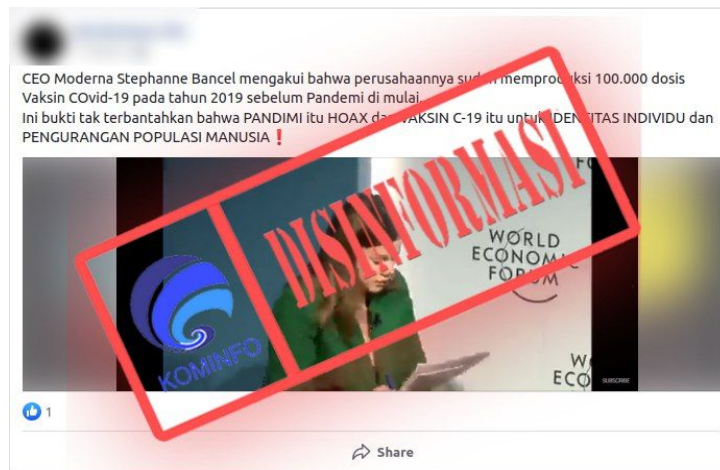 CEO Moderna Stephanne Bancel mengakui bahwa perusahaannya sudah memproduksi 100.000 dosis
Vaksin COvid-19 pada tahun 2019 sebelum Pandemi di mulai.
Ini bukti tak terbantahkan bahwa PANDIMI itu HOAX dan VAKSIN C-19 itu untuk IDENTITAS INDIVIDU dan
PENGURANGAN POPULASI MANUSIA❗
DISINFORMASI
KOMINFO
WORLD
ECONOMIC
FORUM
ECO
SUBSCRIBE
1
Share